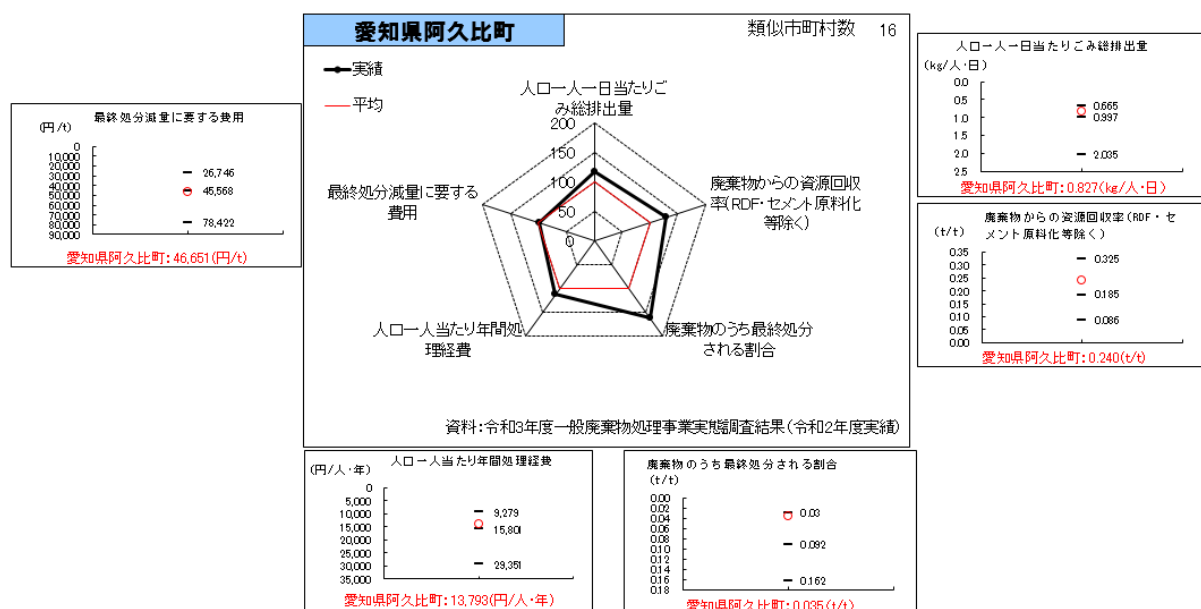 愛知県阿久比町
類似市町村数 16
実績
平均
人口一人一日当たりご
み総排出量
200
150
100
50
0
廃棄物からの資源回収
率(RDF・セメント原料化
等除く)
廃棄物のうち最終処分
される割合
人口一人当たり年間処
理経費
最終処分減量に要する
費用
資料:令和3年度一般廃棄物処理事業実態調査結果(令和2年度実績)
最終処分減量に要する費用
(円/t)
0
10,000
20,000
30,000
40,000
50,000
60,000
70,000
80,000
90,000
26,746
45,568
78,422
愛知県阿久比町:46,651(円/t)
人口一人一日当たりごみ総排出量
(kg/人・日)
0.0
0.5
1.0
1.5
2.0
2.5
0.665
0.997
2.035
愛知県阿久比町:0.827(kg/人・日)
廃棄物からの資源回収率(RDF・セ
メント原料化等除く)
(t/t)
0.35
0.30
0.25
0.20
0.15
0.10
0.05
0.00
0.325
0.185
0.086
愛知県阿久比町:0.240(t/t)
人口一人当たり年間処理経費
(円/人・年)
0
5,000
10,000
15,000
20,000
25,000
30,000
35,000
9,279
15,801
29,351
愛知県阿久比町:13,793(円/人・年)
廃棄物のうち最終処分される割合
(t/t)
0.00
0.02
0.04
0.06
0.08
0.10
0.12
0.14
0.16
0.18
0.03
0.092
0.162
愛知県阿久比町:0.035(t/t)